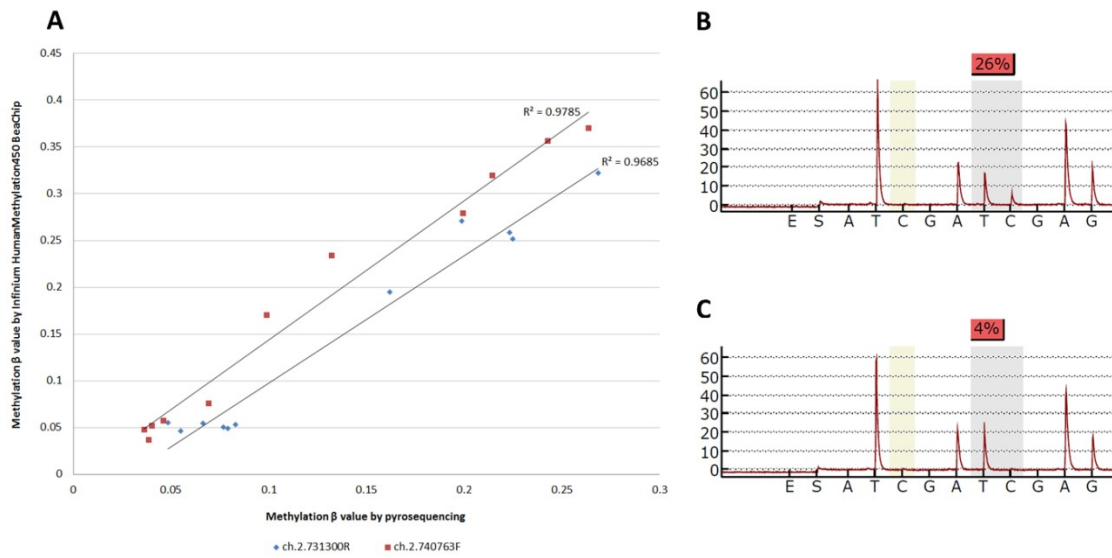 A
Methylation β value by Infinium HumanMethylation450 BeaChip
0.45
0.4
0.35
0.3
0.25
0.2
0.15
0.1
0.05
0
R² = 0.9785
R² = 0.9685
0 0.05 0.1 0.15 0.2 0.25 0.3
Methylation β value by pyrosequencing
ch.2.731300R ch.2.740763F
B
26%
60
50
40
30
20
10
0
E S A T C G A T C G A G
C
4%
60
50
40
30
20
10
0
E S A T C G A T C G A G